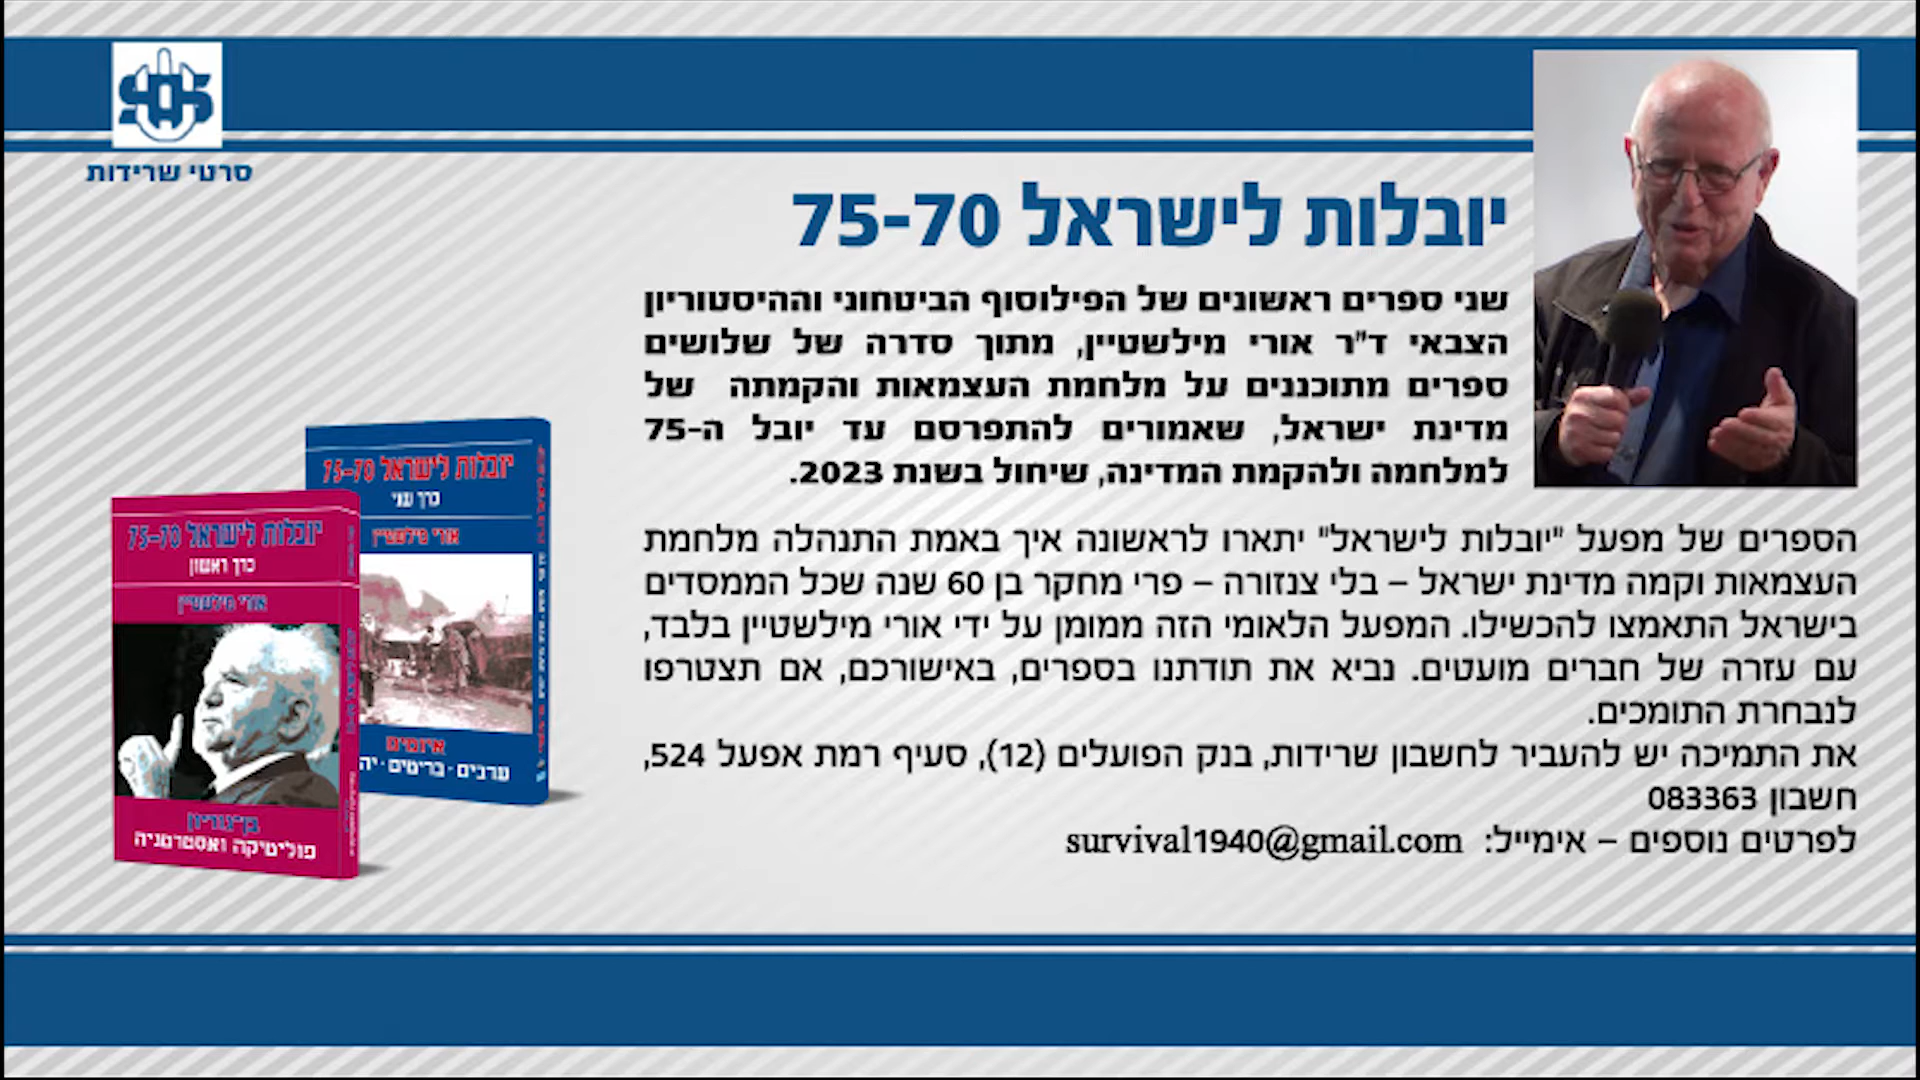 SOS
סרטי שרידות
יובלות לישראל 75-70
שני ספרים ראשונים של הפילוסוף הביטחוני וההיסטוריון
הצבאי ד"ר אורי מילשטיין, מתוך סדרה של שלושים
ספרים מתוכננים על מלחמת העצמאות והקמתה של
מדינת ישראל, שאמורים להתפרסם עד יובל ה-75
למלחמה ולהקמת המדינה, שיחול בשנת 2023.
הספרים של מפעל "יובלות לישראל" יתארו לראשונה איך באמת התנהלה מלחמת
העצמאות וקמה מדינת ישראל – בלי צנזורה – פרי מחקר בן 60 שנה שכל הממסדים
בישראל התאמצו להכשילו. המפעל הלאומי הזה ממומן על ידי אורי מילשטיין בלבד,
עם עזרה של חברים מועטים. נביא את תודתנו בספרים, באישורכם, אם תצטרפו
לנבחרת התומכים.
את התמיכה יש להעביר לחשבון שרידות, בנק הפועלים (12), סעיף רמת אפעל 524,
חשבון 083363
לפרטים נוספים – אימייל: survival1940@gmail.com
יובלות לישראל 75-70
כרך שני
אורי מילשטיין
איומים
ערבים · בריטים · יה
יובלות לישראל 75-70
כרך ראשון
אורי מילשטיין
בן-גוריון
פוליטיקה ואסטרטגיה